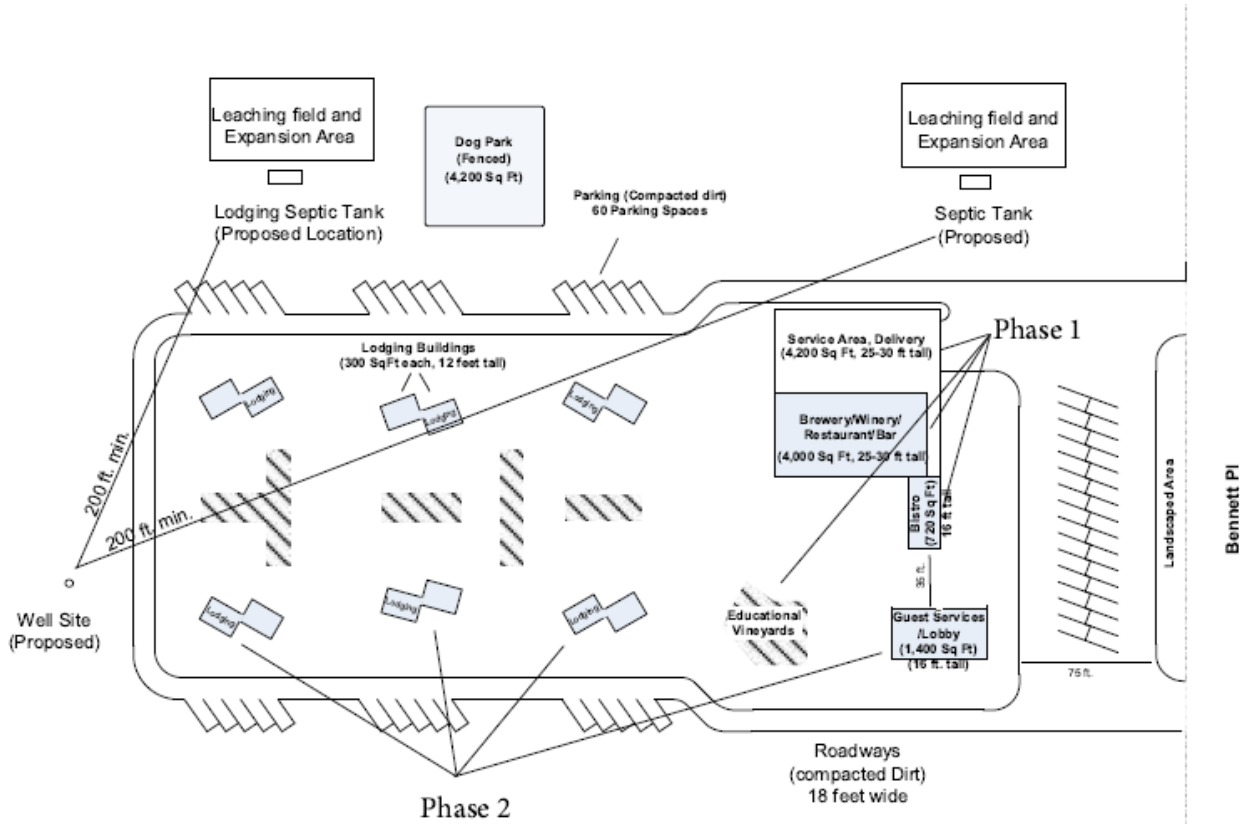 Leaching field and
Expansion Area
Dog Park
(Fenced)
(4,200 Sq Ft)
Leaching field and
Expansion Area
Parking (Compacted dirt)
60 Parking Spaces
Lodging Septic Tank
(Proposed Location)
Septic Tank
(Proposed)
Phase 1
Service Area, Delivery
(4,200 Sq Ft, 25-30 ft tall)
Lodging Buildings
(300 SqFt each, 12 feet tall)
Lodging
Lodging
Lodging
Brewery/Winery/
Restaurant/Bar
(4,000 Sq Ft, 25-30 ft tall)
200 ft. min.
200 ft. min.
Bistro
(720 Sq Ft)
16 ft tall
Landscaped Area
Bennett Pl
35 ft.
Well Site
(Proposed)
Lodging
Lodging
Lodging
Educational
Vineyards
Guest Services
/Lobby
(1,400 Sq Ft)
(16 ft. tall)
75 ft.
Roadways
(compacted Dirt)
18 feet wide
Phase 2